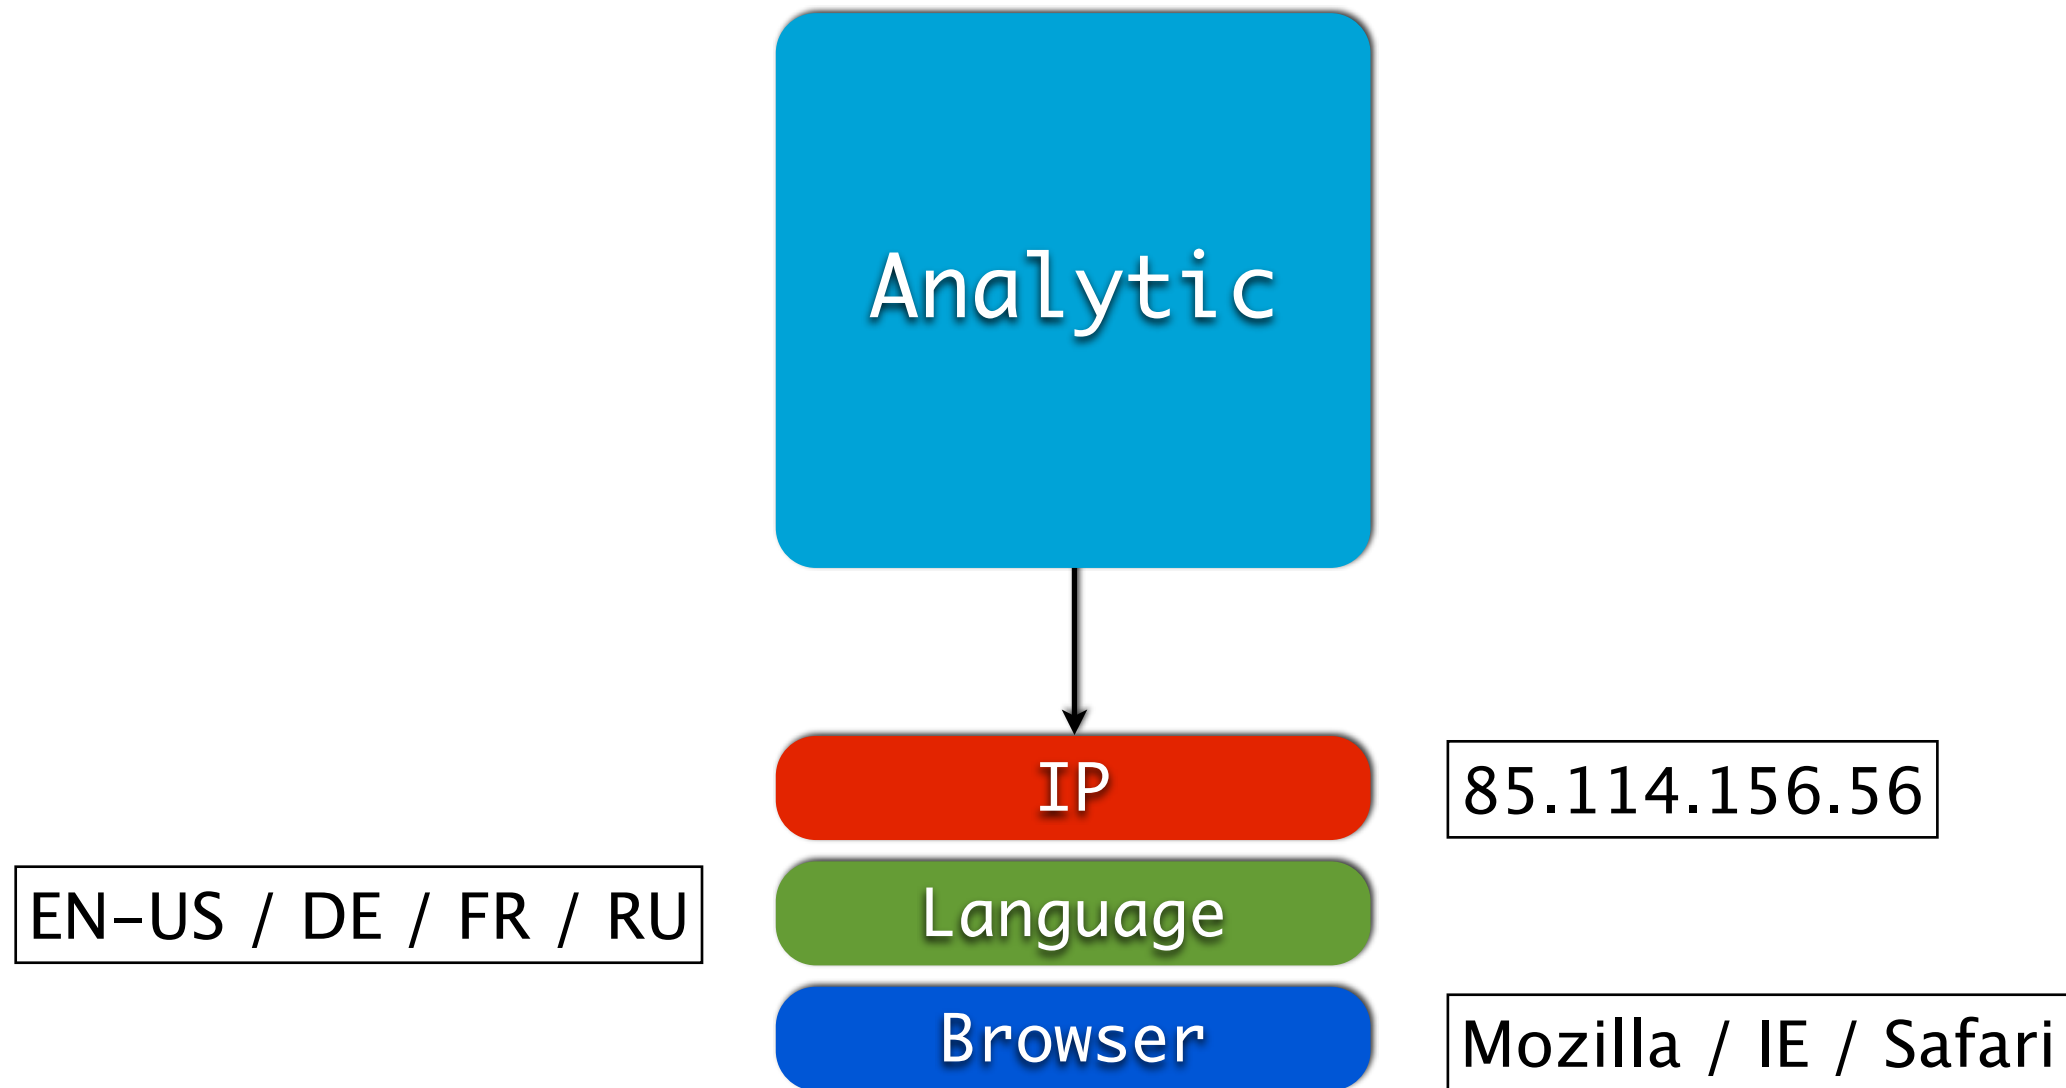 Analytic
IP
85.114.156.56
EN-US / DE / FR / RU
Language
Browser
Mozilla / IE / Safari